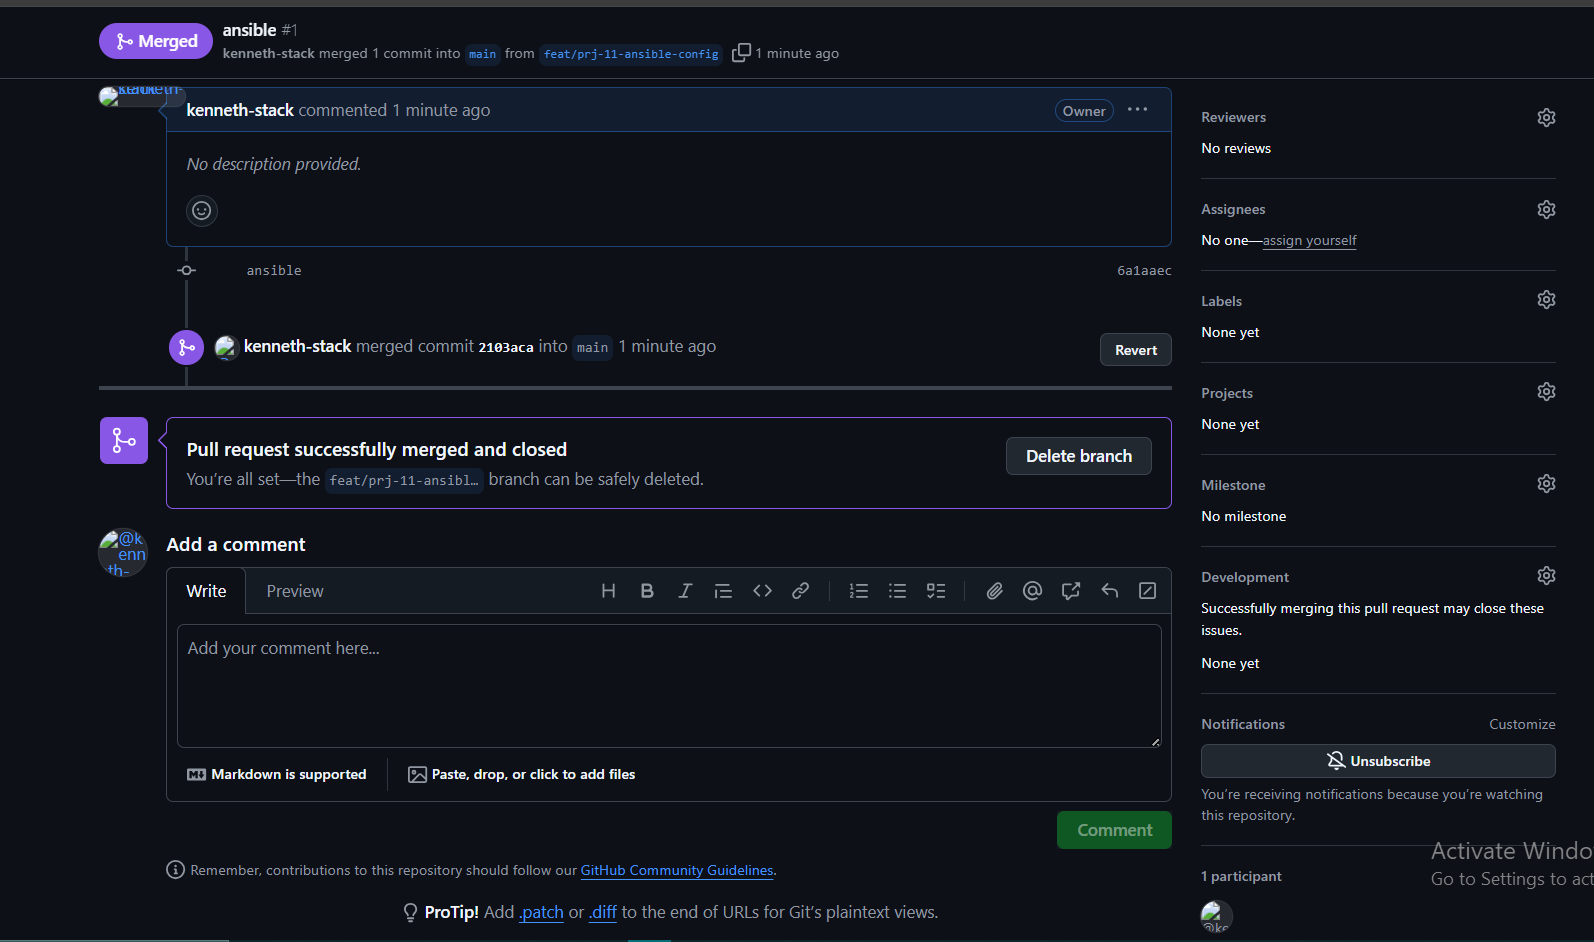 Merged
ansible #1
kenneth-stack merged 1 commit into main from feat/prj-11-ansible-config 1 minute ago
kenneth-stack commented 1 minute ago
Owner
No description provided.
ansible
6a1aaec
kenneth-stack merged commit 2103aca into main 1 minute ago
Revert
Pull request successfully merged and closed
You're all set—the feat/prj-11-ansibl… branch can be safely deleted.
Delete branch
@k
enn
th-
Add a comment
Write
Preview
Add your comment here...
Markdown is supported
Paste, drop, or click to add files
Comment
Remember, contributions to this repository should follow our GitHub Community Guidelines.
ProTip! Add .patch or .diff to the end of URLs for Git's plaintext views.
Reviewers
No reviews
Assignees
No one—assign yourself
Labels
None yet
Projects
None yet
Milestone
No milestone
Development
Successfully merging this pull request may close these
issues.
None yet
Notifications
Customize
Unsubscribe
You're receiving notifications because you're watching
this repository.
1 participant
Activate Windo
Go to Settings to act